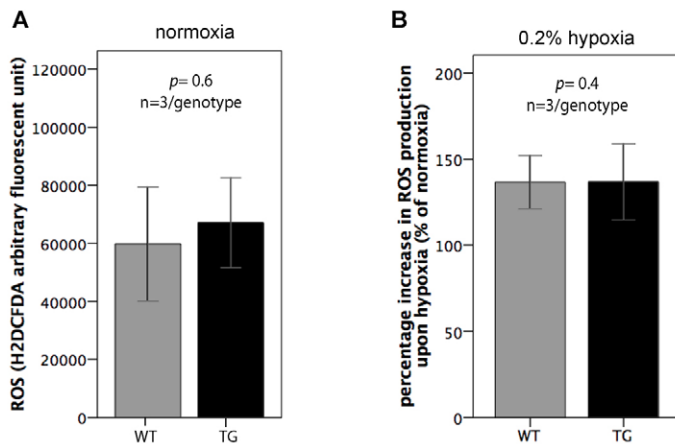 A
normoxia
p= 0.6
n=3/genotype
ROS (H2DCFDA arbitrary fluorescent unit)
120000
100000
80000
60000
40000
20000
0
WT TG
B
0.2% hypoxia
p= 0.4
n=3/genotype
percentage increase in ROS production
upon hypoxia (% of normoxia)
200
150
100
50
0
WT TG